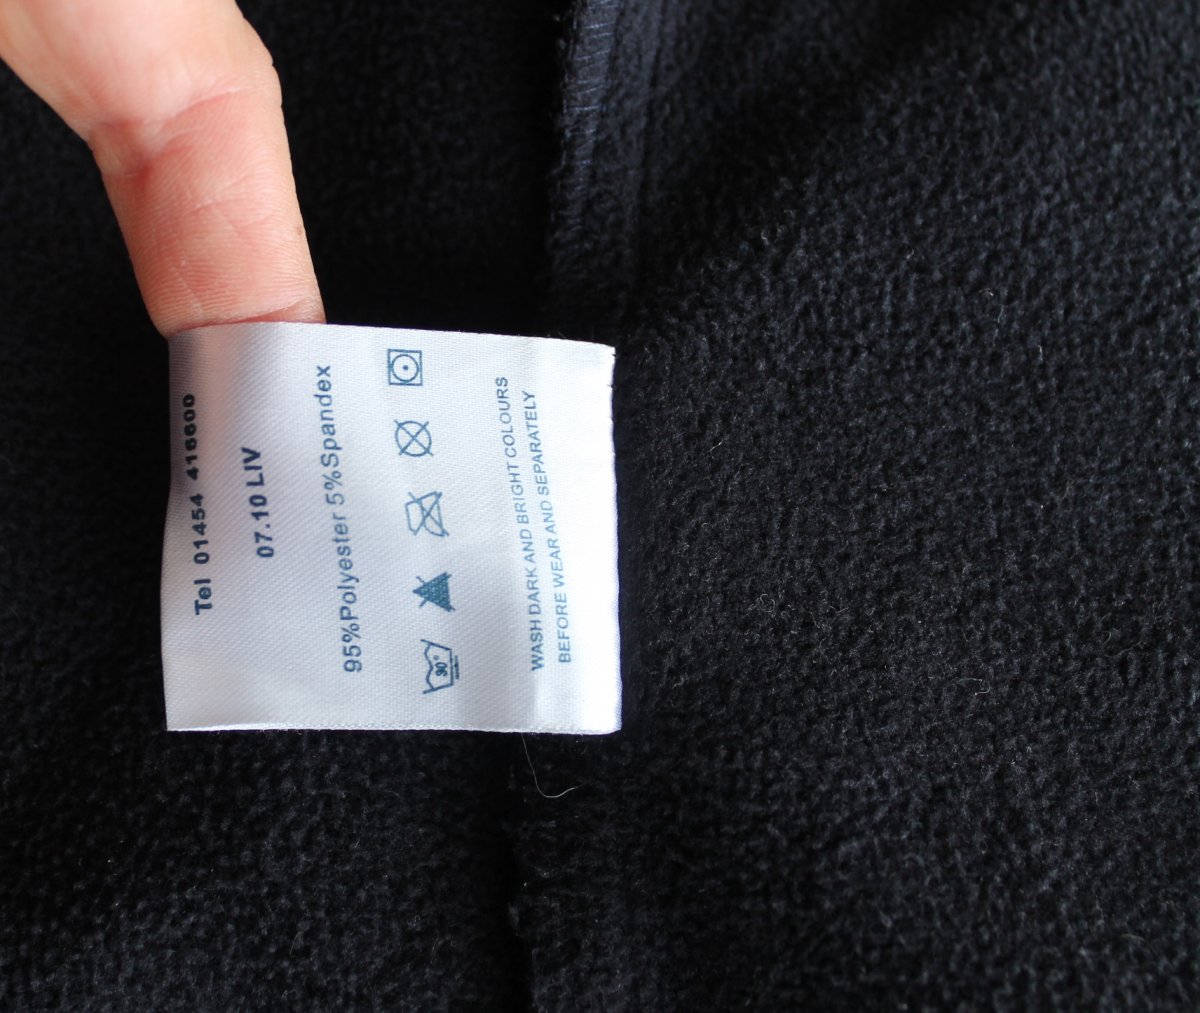 Tel 01454 416600
07.10 LIV
95%Polyester 5%Spandex
30°
WASH DARK AND BRIGHT COLOURS
BEFORE WEAR AND SEPARATELY